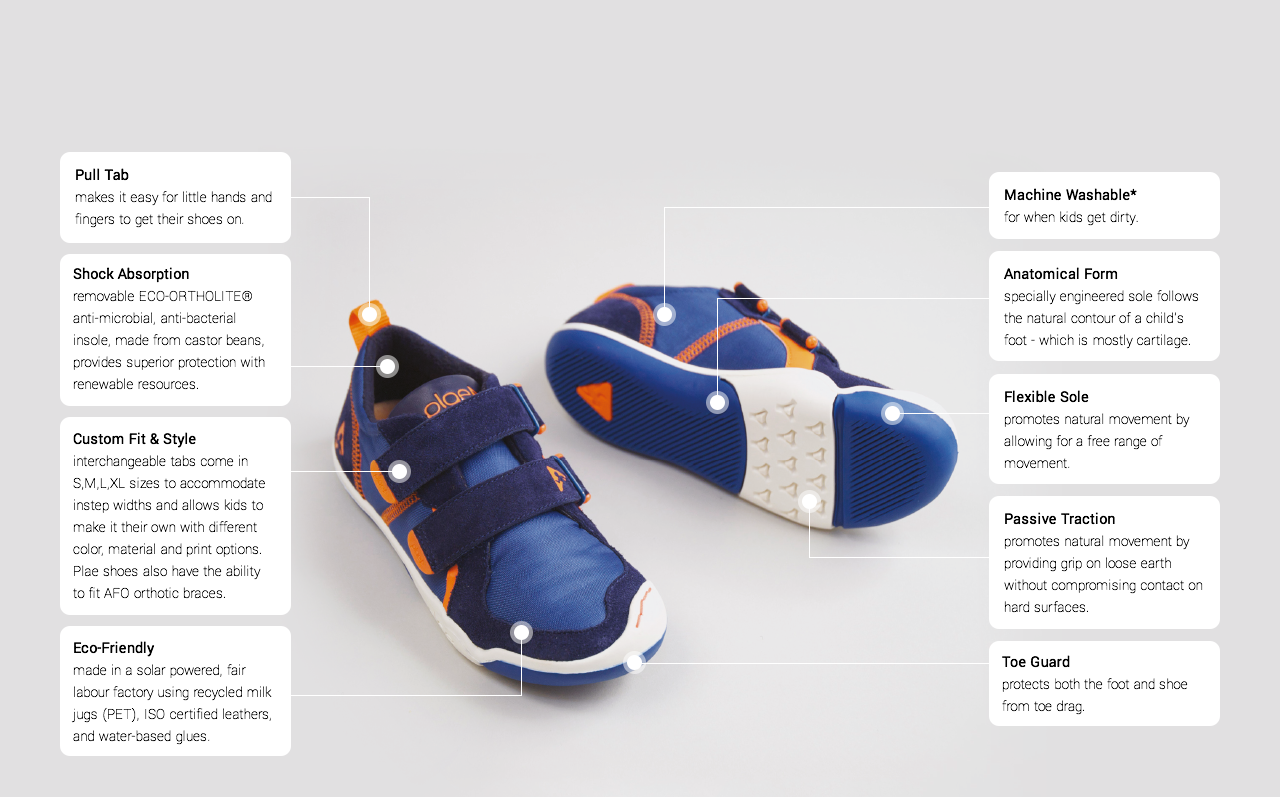 Pull Tab
makes it easy for little hands and
fingers to get their shoes on.
Shock Absorption
removable ECO-ORTHOLITE®
anti-microbial, anti-bacterial
insole, made from castor beans,
provides superior protection with
renewable resources.
Custom Fit & Style
interchangeable tabs come in
S,M,L,XL sizes to accommodate
instep widths and allows kids to
make it their own with different
color, material and print options.
Plae shoes also have the ability
to fit AFO orthotic braces.
Eco-Friendly
made in a solar powered, fair
labour factory using recycled milk
jugs (PET), ISO certified leathers,
and water-based glues.
plae
Machine Washable*
for when kids get dirty.
Anatomical Form
specially engineered sole follows
the natural contour of a child's
foot - which is mostly cartilage.
Flexible Sole
promotes natural movement by
allowing for a free range of
movement.
Passive Traction
promotes natural movement by
providing grip on loose earth
without compromising contact on
hard surfaces.
Toe Guard
protects both the foot and shoe
from toe drag.